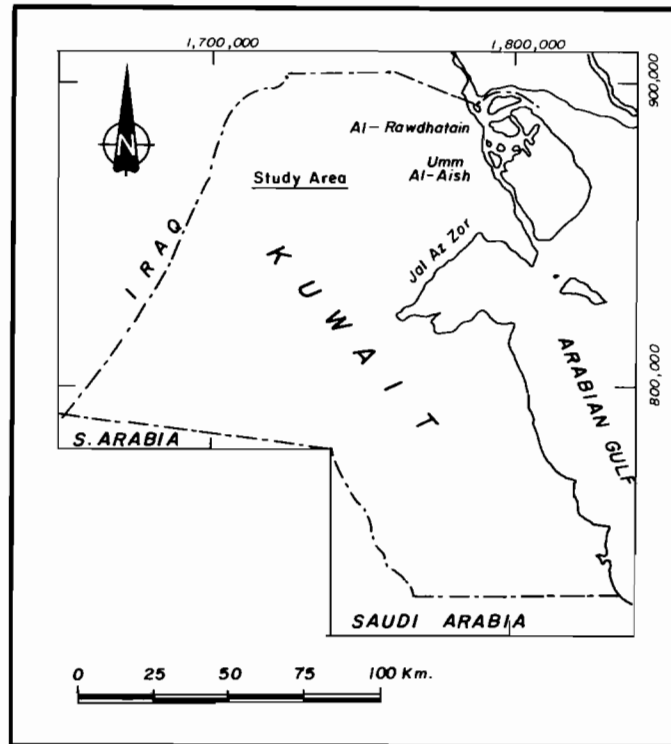 1,700,000
1,800,000
900,000
Al-Rawdhatain
N
Umm
Al-Aish
Study Area
Jal Az Zor
IRAQ
KUWAIT
ARABIAN GULF
800,000
S. ARABIA
SAUDI ARABIA
0 25 50 75 100 Km.